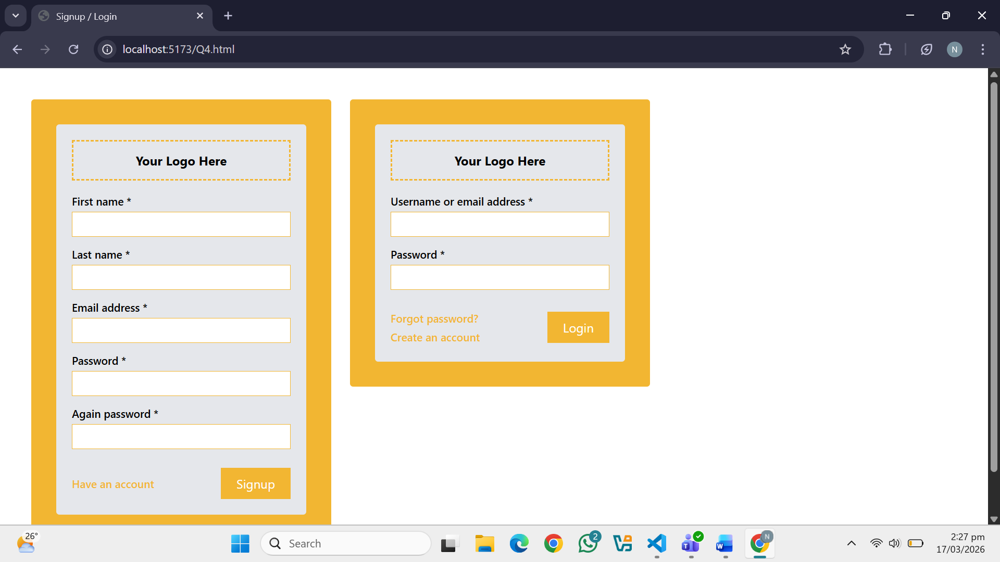 Signup / Login
localhost:5173/Q4.html
N
Your Logo Here
First name *
Last name *
Email address *
Password *
Again password *
Have an account
Signup
Your Logo Here
Username or email address *
Password *
Forgot password?
Create an account
Login
26°
Search
2
T
W
N
2:27 pm
17/03/2026